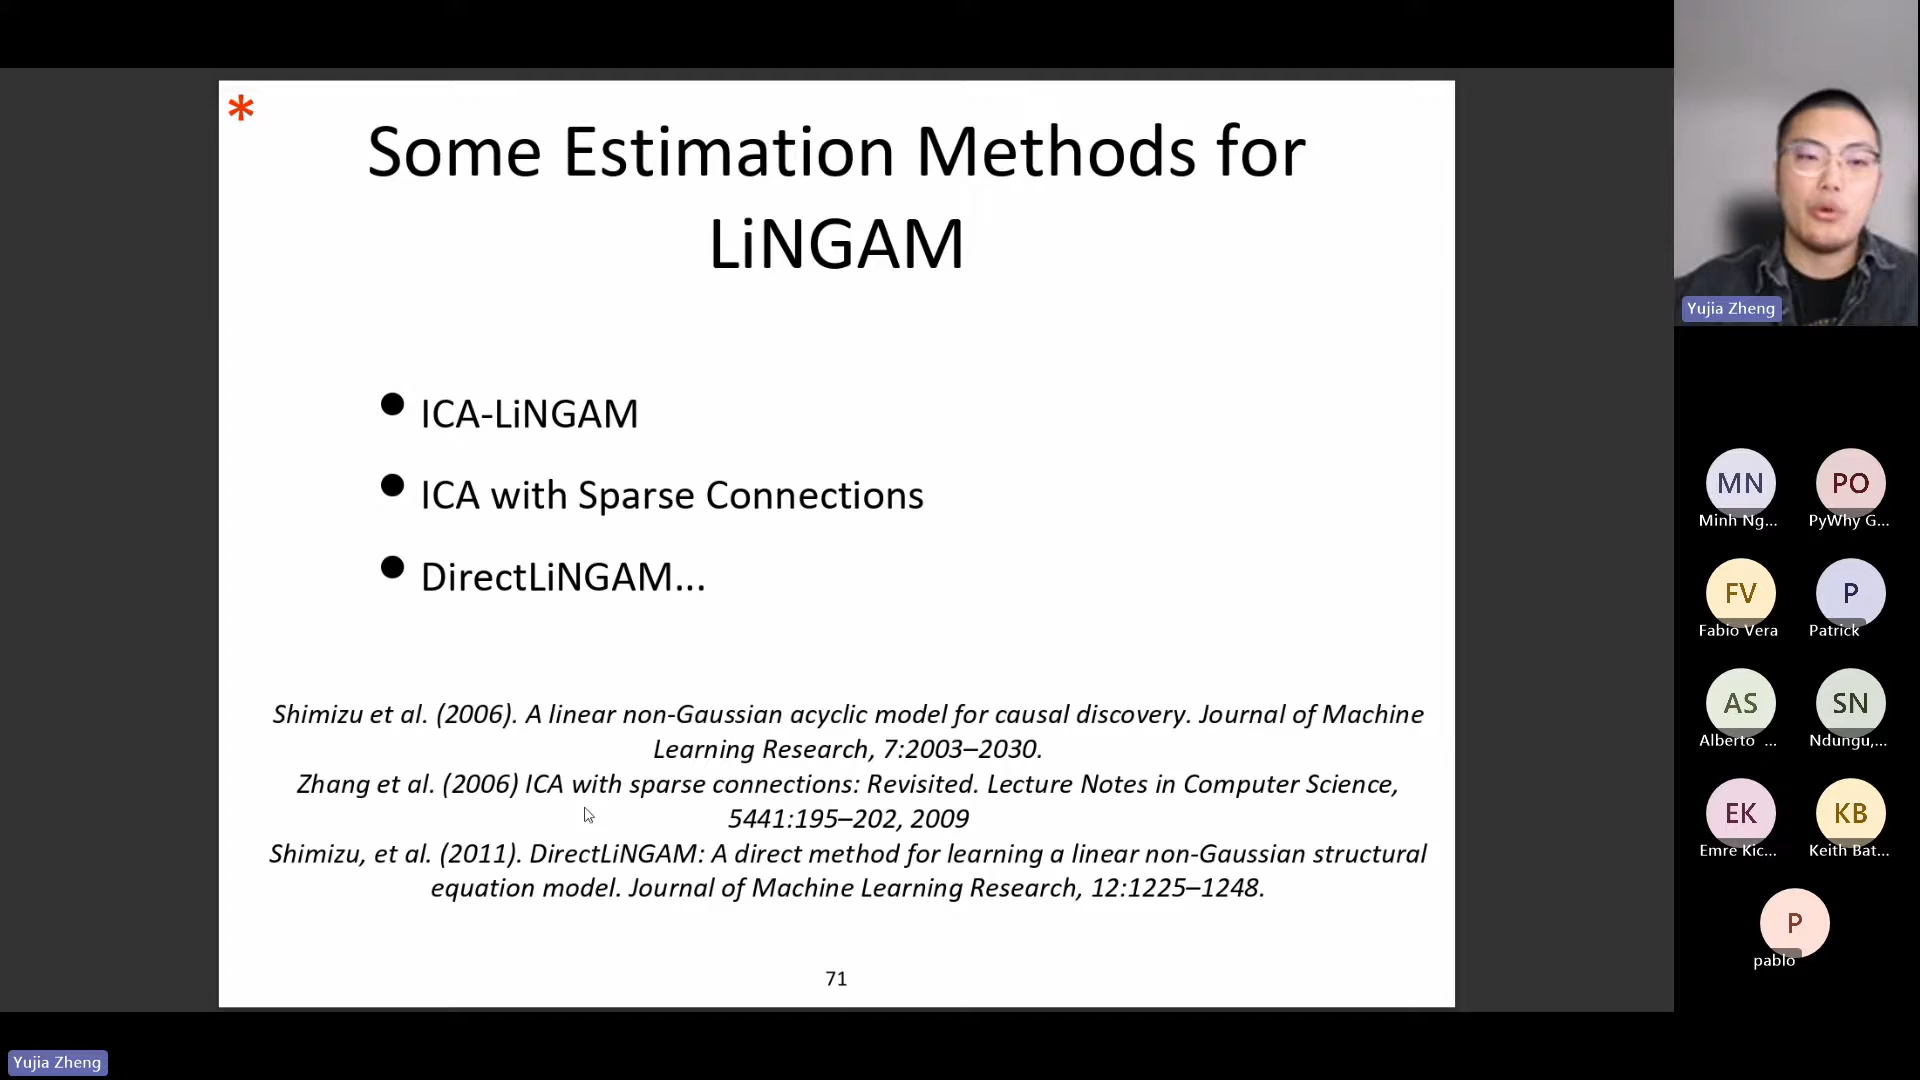 *
Some Estimation Methods for
LiNGAM
• ICA-LiNGAM
• ICA with Sparse Connections
• DirectLiNGAM...
Shimizu et al. (2006). A linear non-Gaussian acyclic model for causal discovery. Journal of Machine
Learning Research, 7:2003–2030.
Zhang et al. (2006) ICA with sparse connections: Revisited. Lecture Notes in Computer Science,
5441:195–202, 2009
Shimizu, et al. (2011). DirectLiNGAM: A direct method for learning a linear non-Gaussian structural
equation model. Journal of Machine Learning Research, 12:1225–1248.
71
Yujia Zheng
MN
Minh Ng...
PO
PyWhy G...
FV
Fabio Vera
P
Patrick
AS
Alberto ...
SN
Ndungu,...
EK
Emre Kic...
KB
Keith Bat...
P
pablo
Yujia Zheng